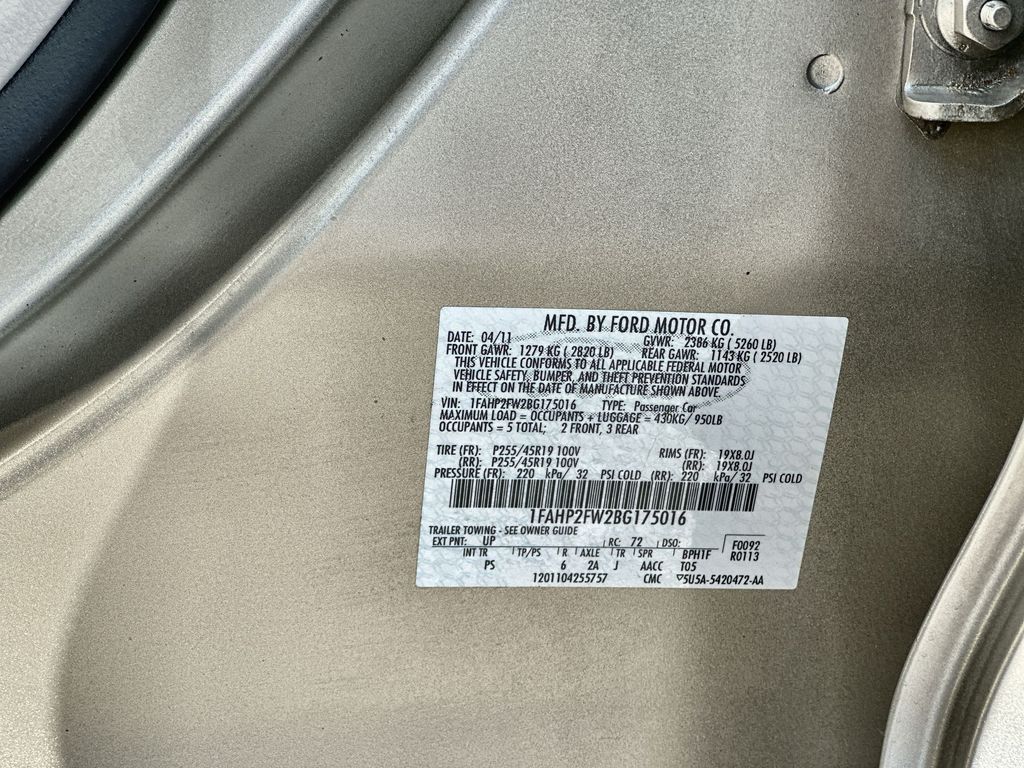 MFD. BY FORD MOTOR CO.
DATE: 04/11 GVWR: 2386 KG ( 5260 LB)
FRONT GAWR: 1279 KG ( 2820 LB) REAR GAWR: 1143 KG ( 2520 LB)
THIS VEHICLE CONFORMS TO ALL APPLICABLE FEDERAL MOTOR
VEHICLE SAFETY, BUMPER, AND THEFT PREVENTION STANDARDS
IN EFFECT ON THE DATE OF MANUFACTURE SHOWN ABOVE.
VIN: 1FAHP2FW2BG175016 TYPE: Passenger Car
MAXIMUM LOAD = OCCUPANTS + LUGGAGE = 430KG/ 950LB
OCCUPANTS = 5 TOTAL; 2 FRONT, 3 REAR
TIRE (FR): P255/45R19 100V RIMS (FR): 19X8.0J
(RR): P255/45R19 100V (RR): 19X8.0J
PRESSURE (FR): 220 kPa/ 32 PSI COLD (RR): 220 kPa/ 32 PSI COLD
1FAHP2FW2BG175016
TRAILER TOWING - SEE OWNER GUIDE
EXT PNT: UP RC: 72 DSO: F0092
INT TR TP/PS R AXLE TR SPR BPH1F R0113
PS 6 2A J AACC T05
1201104255757 CMC 5U5A-5420472-AA